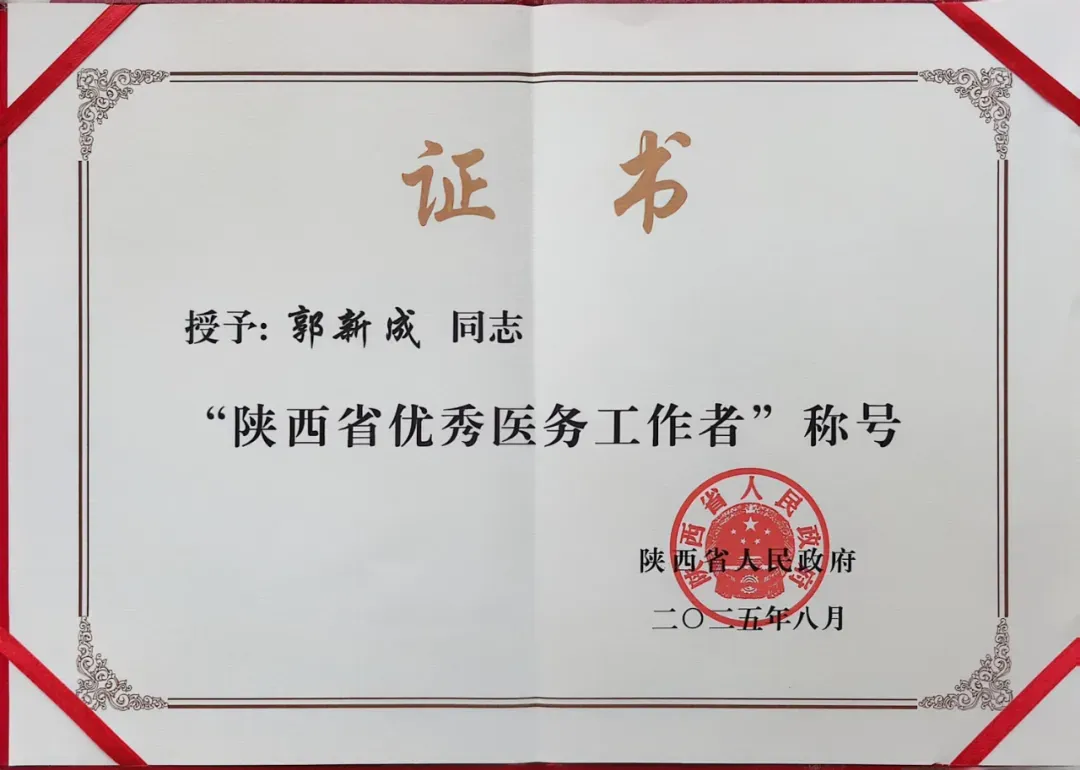 证书
授予：郭新成 同志
“陕西省优秀医务工作者”称号
陕西省人民政府
陕西省人民政府
二〇二五年八月